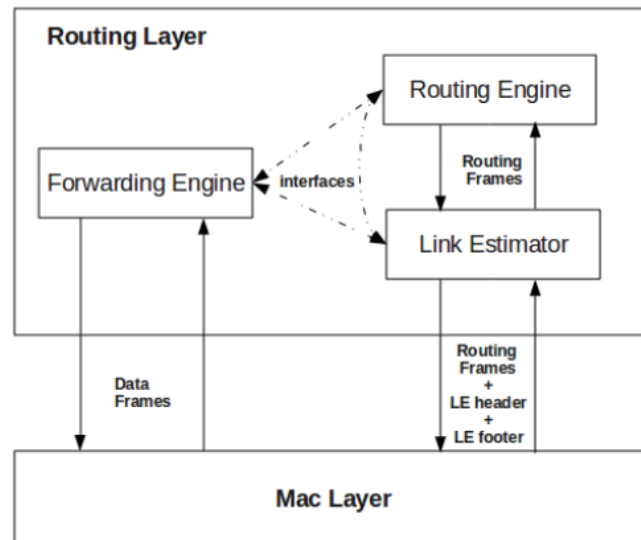 Routing Layer
Routing Engine
Forwarding Engine
interfaces
Routing
Frames
Link Estimator
Data
Frames
Routing
Frames
+
LE header
+
LE footer
Mac Layer